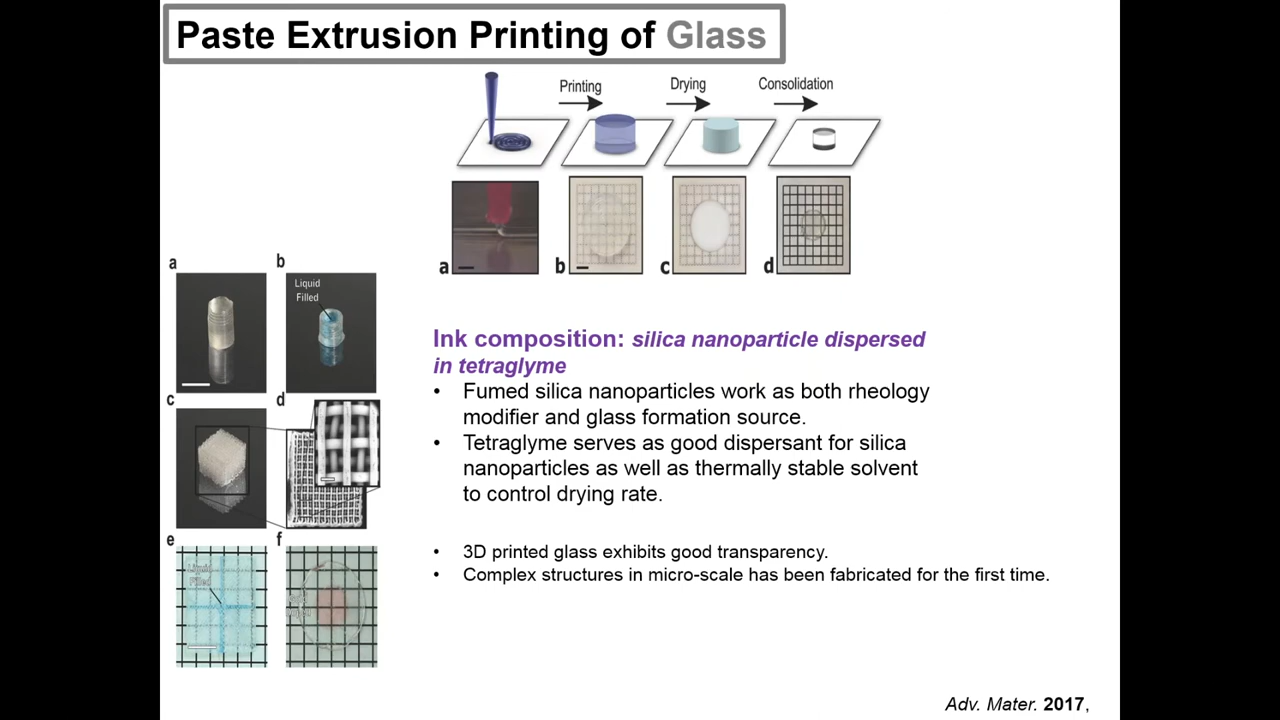 Paste Extrusion Printing of Glass
Printing
Drying
Consolidation
a
b
c
d
a
b
Liquid
Filled
c
d
e
f
Liquid
Filled
Ink composition: silica nanoparticle dispersed
in tetraglyme
• Fumed silica nanoparticles work as both rheology
modifier and glass formation source.
• Tetraglyme serves as good dispersant for silica
nanoparticles as well as thermally stable solvent
to control drying rate.
• 3D printed glass exhibits good transparency.
• Complex structures in micro-scale has been fabricated for the first time.
Adv. Mater. 2017,